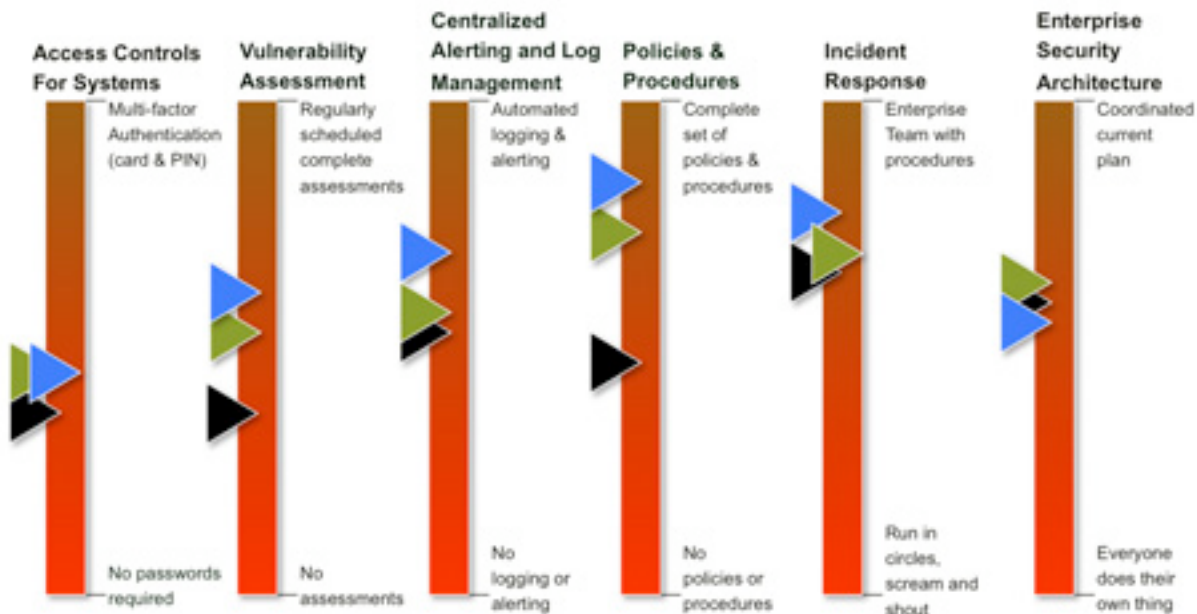 Access Controls
For Systems
Multi-factor
Authentication
(card & PIN)
No passwords
required
Vulnerability
Assessment
Regularly
scheduled
complete
assessments
No
assessments
Centralized
Alerting and Log
Management
Automated
logging &
alerting
No
logging or
alerting
Policies &
Procedures
Complete
set of
policies &
procedures
No
policies or
procedures
Incident
Response
Enterprise
Team with
procedures
Run in
circles,
scream and
shout
Enterprise
Security
Architecture
Coordinated
current
plan
Everyone
does their
own thing